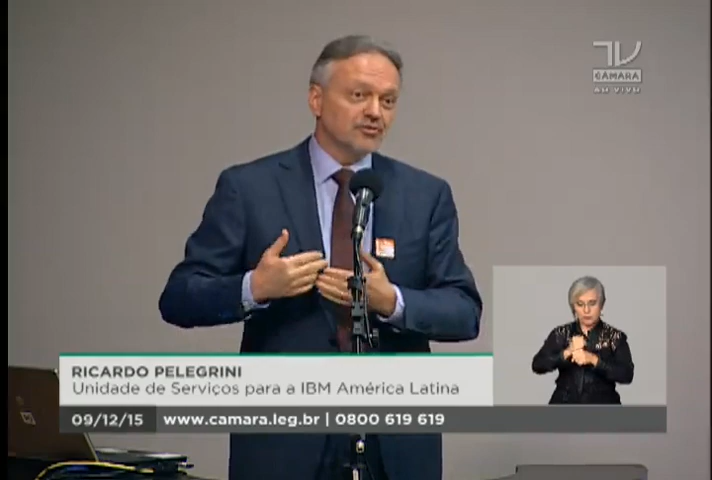 TV
CÂMARA
AO VIVO
RICARDO PELEGRINI
Unidade de Serviços para a IBM América Latina
09/12/15 www.camara.leg.br | 0800 619 619